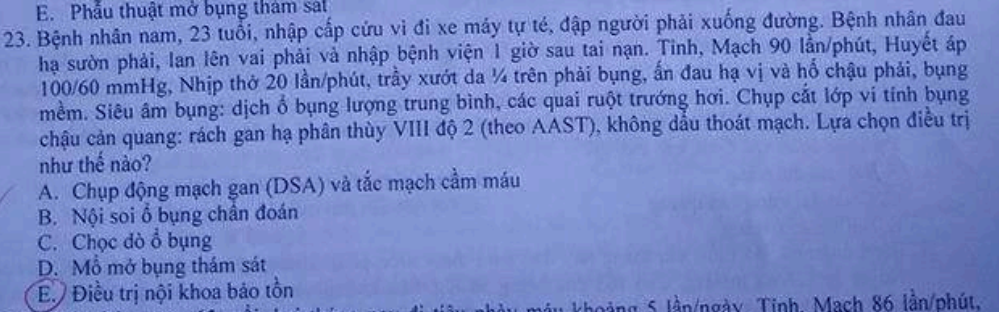 E. Phẫu thuật mở bụng thám sát
23. Bệnh nhân nam, 23 tuổi, nhập cấp cứu vì đi xe máy tự té, đập người phải xuống đường. Bệnh nhân đau
hạ sườn phải, lan lên vai phải và nhập bệnh viện 1 giờ sau tai nạn. Tỉnh, Mạch 90 lần/phút, Huyết áp
100/60 mmHg, Nhịp thở 20 lần/phút, trầy xướt da ¼ trên phải bụng, ấn đau hạ vị và hố chậu phải, bụng
mềm. Siêu âm bụng: dịch ổ bụng lượng trung bình, các quai ruột trướng hơi. Chụp cắt lớp vi tính bụng
chậu cản quang: rách gan hạ phân thùy VIII độ 2 (theo AAST), không dấu thoát mạch. Lựa chọn điều trị
như thế nào?
A. Chụp động mạch gan (DSA) và tắc mạch cầm máu
B. Nội soi ổ bụng chẩn đoán
C. Chọc dò ổ bụng
D. Mổ mở bụng thám sát
E. Điều trị nội khoa bảo tồn
máu khoảng 5 lần/ngày. Tỉnh, Mạch 86 lần/phút,